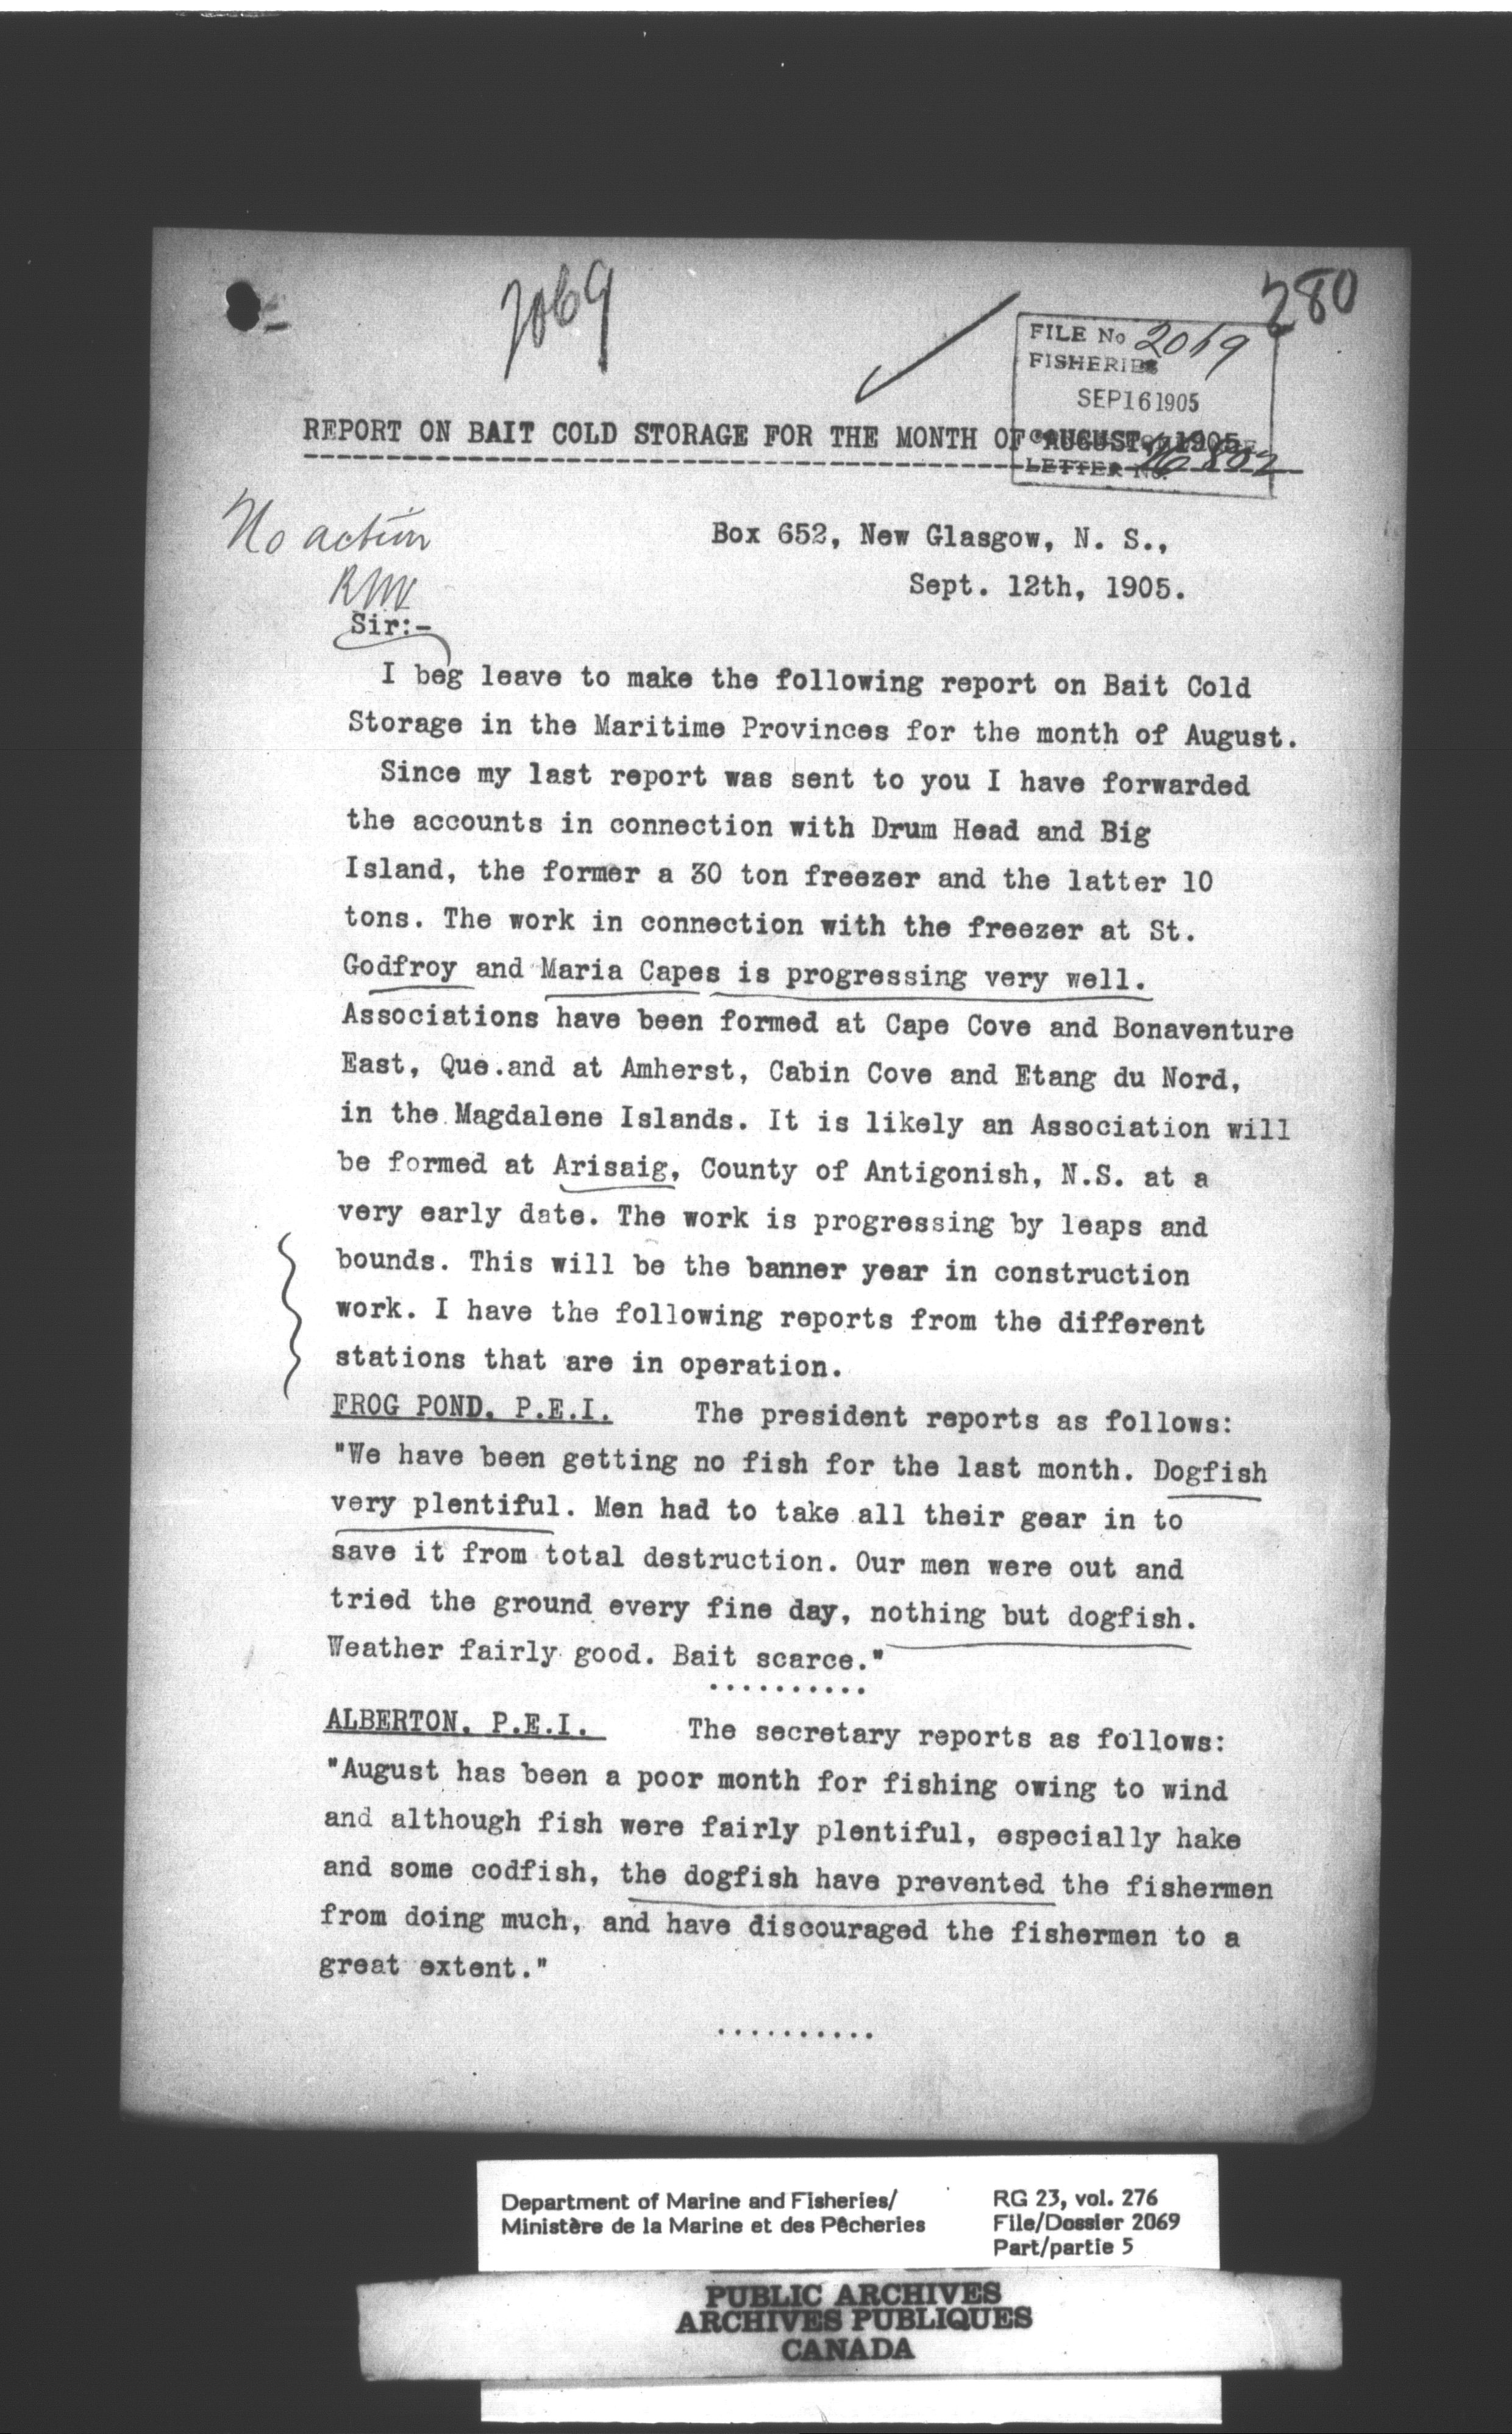 2069
280
FILE No 2069
FISHERIES
SEP 16 1905
LETTER No.
REPORT ON BAIT COLD STORAGE FOR THE MONTH OF AUGUST, 1905.
No action
Box 652, New Glasgow, N. S.,
Sept. 12th, 1905.
Sir:-
I beg leave to make the following report on Bait Cold
Storage in the Maritime Provinces for the month of August.
Since my last report was sent to you I have forwarded
the accounts in connection with Drum Head and Big
Island, the former a 30 ton freezer and the latter 10
tons. The work in connection with the freezer at St.
Godfroy and Maria Capes is progressing very well.
Associations have been formed at Cape Cove and Bonaventure
East, Que.and at Amherst, Cabin Cove and Etang du Nord,
in the Magdalene Islands. It is likely an Association will
be formed at Arisaig, County of Antigonish, N.S. at a
very early date. The work is progressing by leaps and
bounds. This will be the banner year in construction
work. I have the following reports from the different
stations that are in operation.
FROG POND, P.E.I. The president reports as follows:
"We have been getting no fish for the last month. Dogfish
very plentiful. Men had to take all their gear in to
save it from total destruction. Our men were out and
tried the ground every fine day, nothing but dogfish.
Weather fairly good. Bait scarce."
..........
ALBERTON, P.E.I. The secretary reports as follows:
"August has been a poor month for fishing owing to wind
and although fish were fairly plentiful, especially hake
and some codfish, the dogfish have prevented the fishermen
from doing much, and have discouraged the fishermen to a
great extent."
..........
Department of Marine and Fisheries/
Ministère de la Marine et des Pêcheries
RG 23, vol. 276
File/Dossier 2069
Part/partie 5
PUBLIC ARCHIVES
ARCHIVES PUBLIQUES
CANADA